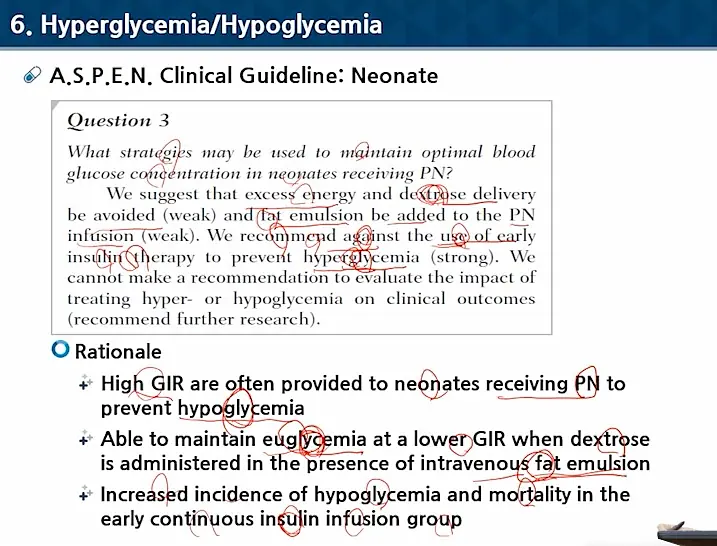 6. Hyperglycemia/Hypoglycemia
A.S.P.E.N. Clinical Guideline: Neonate
Question 3
What strategies may be used to maintain optimal blood
glucose concentration in neonates receiving PN?
We suggest that excess energy and dextrose delivery
be avoided (weak) and fat emulsion be added to the PN
infusion (weak). We recommend against the use of early
insulin therapy to prevent hyperglycemia (strong). We
cannot make a recommendation to evaluate the impact of
treating hyper- or hypoglycemia on clinical outcomes
(recommend further research).
Rationale
High GIR are often provided to neonates receiving PN to
prevent hypoglycemia
Able to maintain euglycemia at a lower GIR when dextrose
is administered in the presence of intravenous fat emulsion
Increased incidence of hypoglycemia and mortality in the
early continuous insulin infusion group